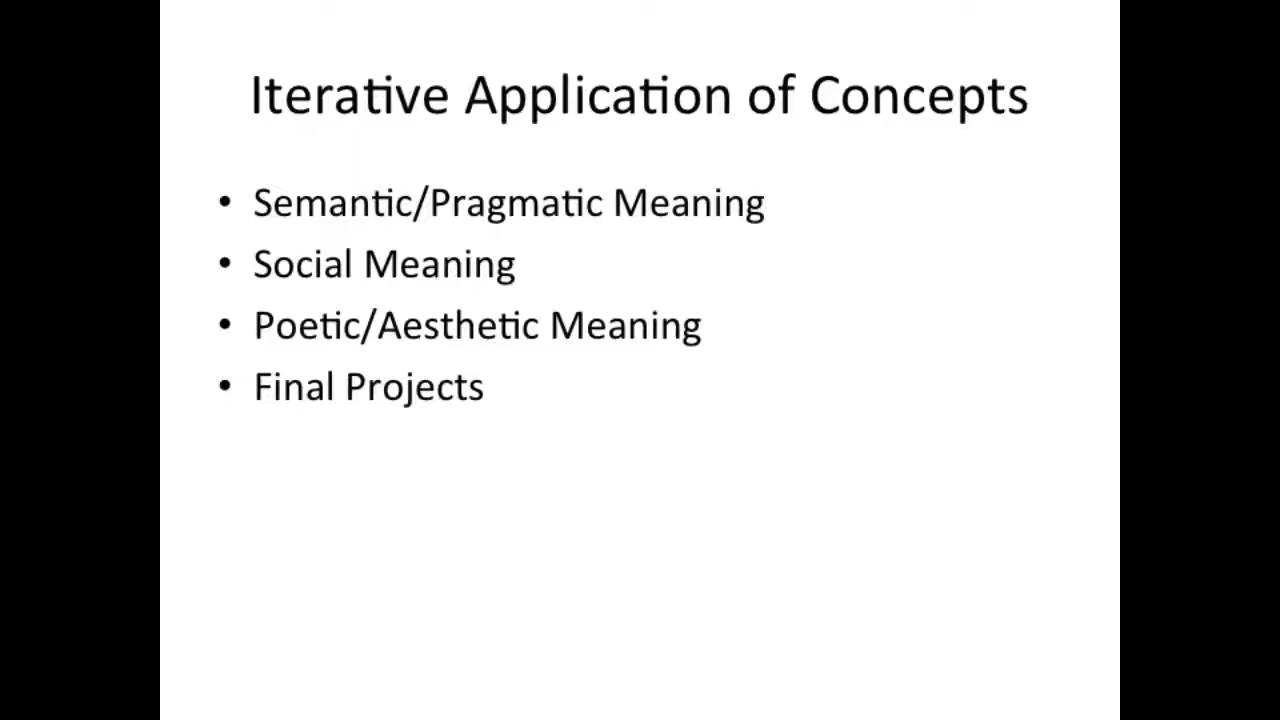 Iterative Application of Concepts
• Semantic/Pragmatic Meaning
• Social Meaning
• Poetic/Aesthetic Meaning
• Final Projects